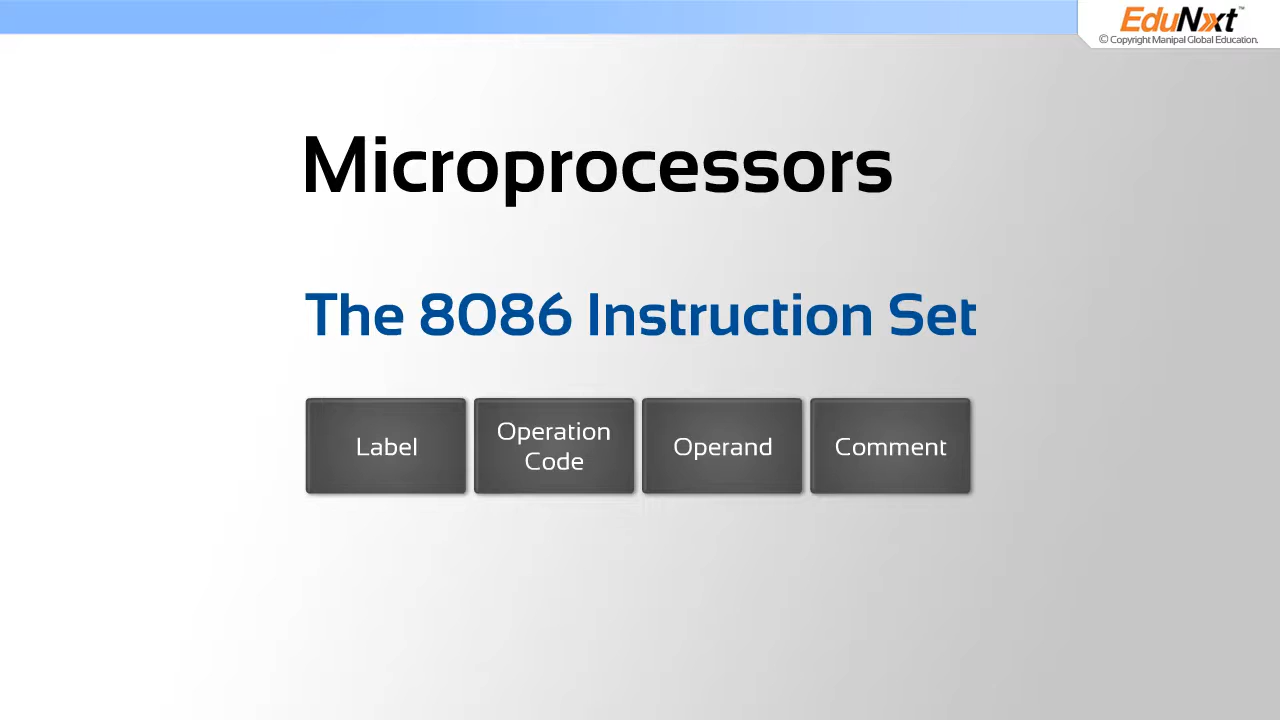 EduNxt™
© Copyright Manipal Global Education.
Microprocessors
The 8086 Instruction Set
Label
Operation
Code
Operand
Comment